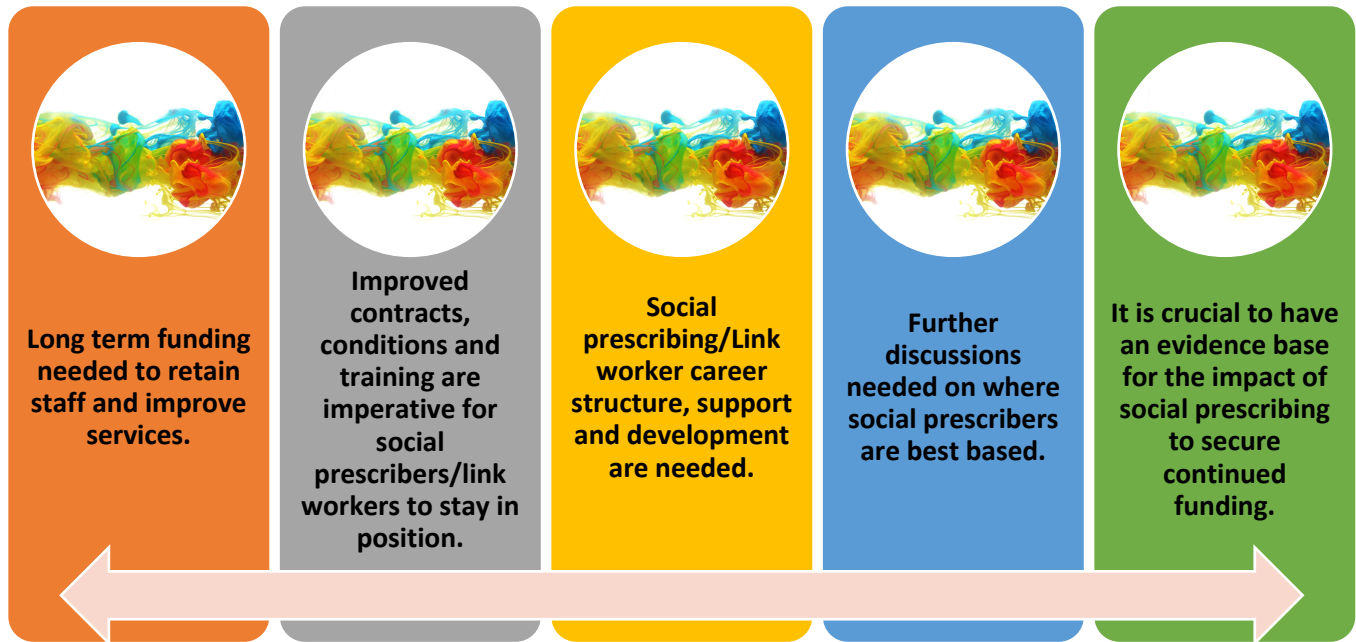 Long term funding
needed to retain
staff and improve
services.
Improved
contracts,
conditions and
training are
imperative for
social
prescribers/link
workers to stay in
position.
Social
prescribing/Link
worker career
structure, support
and development
are needed.
Further
discussions
needed on where
social prescribers
are best based.
It is crucial to have
an evidence base
for the impact of
social prescribing
to secure
continued
funding.